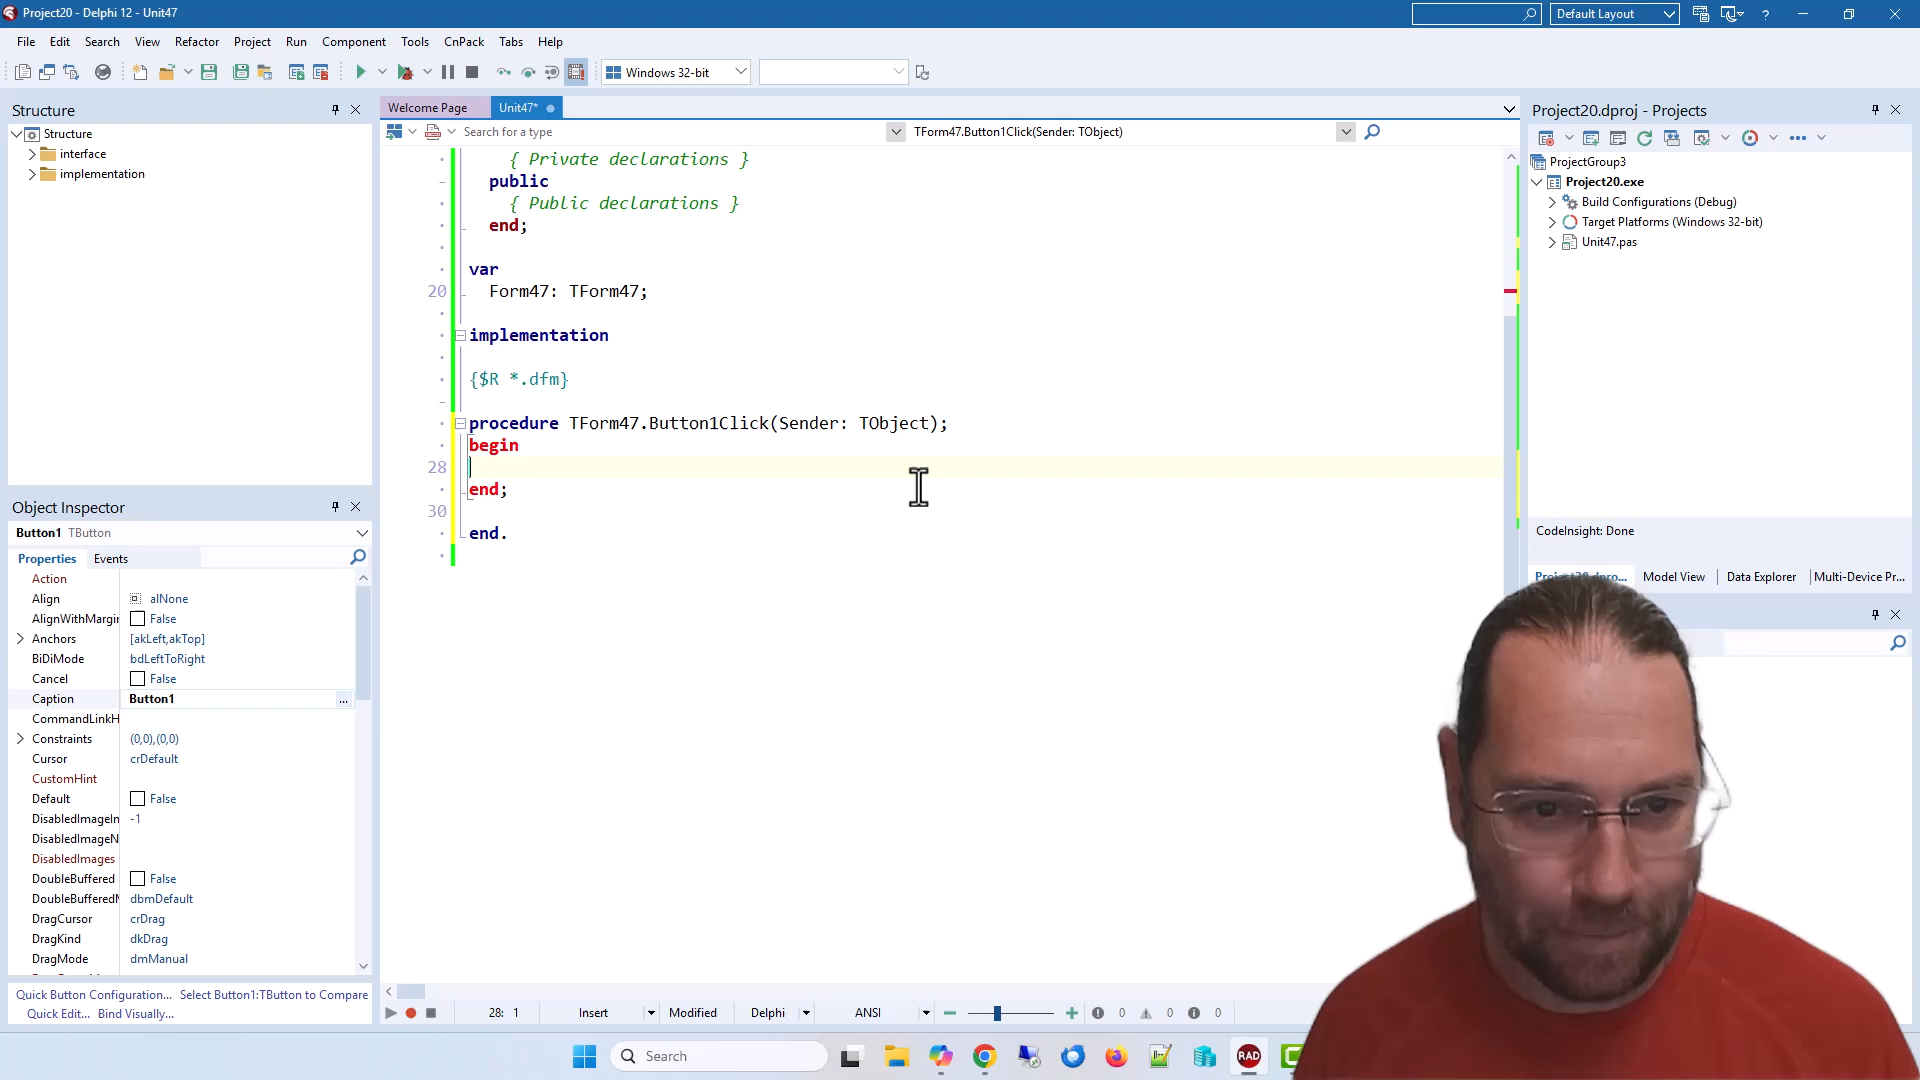 Project20 - Delphi 12 - Unit47
Default Layout
File Edit Search View Refactor Project Run Component Tools CnPack Tabs Help
Windows 32-bit
Structure
Structure
interface
implementation
Welcome Page
Unit47*
Search for a type
TForm47.Button1Click(Sender: TObject)
{ Private declarations }
public
{ Public declarations }
end;
var
20 Form47: TForm47;
implementation
{$R *.dfm}
procedure TForm47.Button1Click(Sender: TObject);
begin
28
end;
30
end.
Object Inspector
Button1 TButton
Properties Events
Action
Align alNone
AlignWithMargin False
Anchors [akLeft,akTop]
BiDiMode bdLeftToRight
Cancel False
Caption Button1 ...
CommandLinkH
Constraints (0,0),(0,0)
Cursor crDefault
CustomHint
Default False
DisabledImageIn -1
DisabledImageN
DisabledImages
DoubleBuffered False
DoubleBufferedM dbmDefault
DragCursor crDrag
DragKind dkDrag
DragMode dmManual
Quick Button Configuration... Select Button1:TButton to Compare
Quick Edit... Bind Visually...
28: 1 Insert Modified Delphi ANSI 0 0 0
Project20.dproj - Projects
ProjectGroup3
Project20.exe
Build Configurations (Debug)
Target Platforms (Windows 32-bit)
Unit47.pas
CodeInsight: Done
Project20.dpro... Model View Data Explorer Multi-Device Pr...
Search
RAD